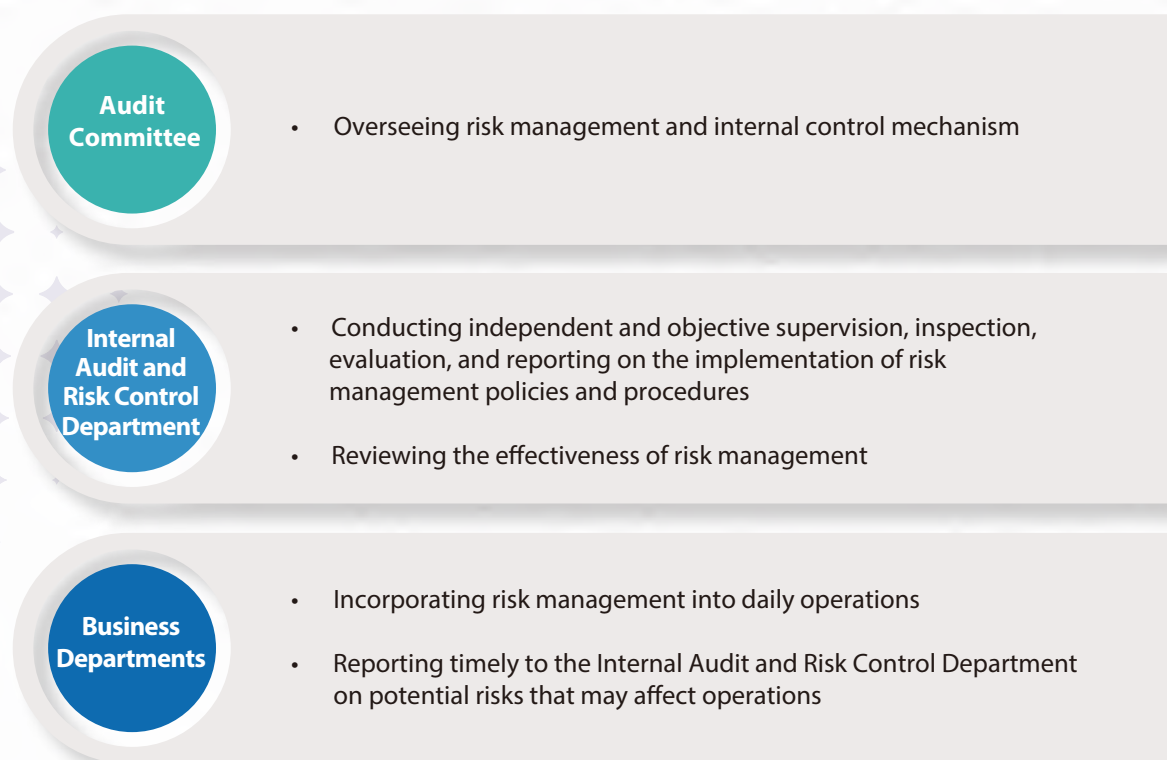 Audit
Committee
• Overseeing risk management and internal control mechanism
Internal
Audit and
Risk Control
Department
• Conducting independent and objective supervision, inspection,
evaluation, and reporting on the implementation of risk
management policies and procedures
• Reviewing the effectiveness of risk management
Business
Departments
• Incorporating risk management into daily operations
• Reporting timely to the Internal Audit and Risk Control Department
on potential risks that may affect operations